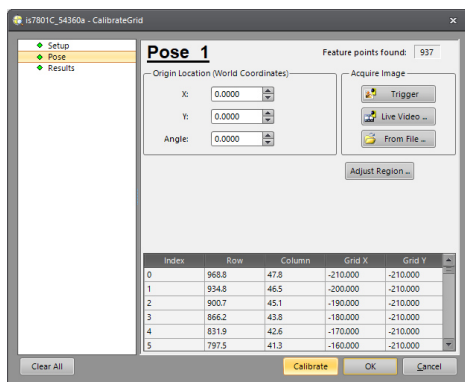 is7801C_54360a - CalibrateGrid
Setup
Pose
Results
Pose 1
Feature points found: 937
Origin Location (World Coordinates)
X: 0.0000
Y: 0.0000
Angle: 0.0000
Acquire Image
Trigger
Live Video ...
From File ...
Adjust Region ...
Index Row Column Grid X Grid Y
0 968.8 47.8 -210.000 -210.000
1 934.8 46.5 -200.000 -210.000
2 900.7 45.1 -190.000 -210.000
3 866.2 43.8 -180.000 -210.000
4 831.9 42.6 -170.000 -210.000
5 797.5 41.3 -160.000 -210.000
Clear All Calibrate OK Cancel